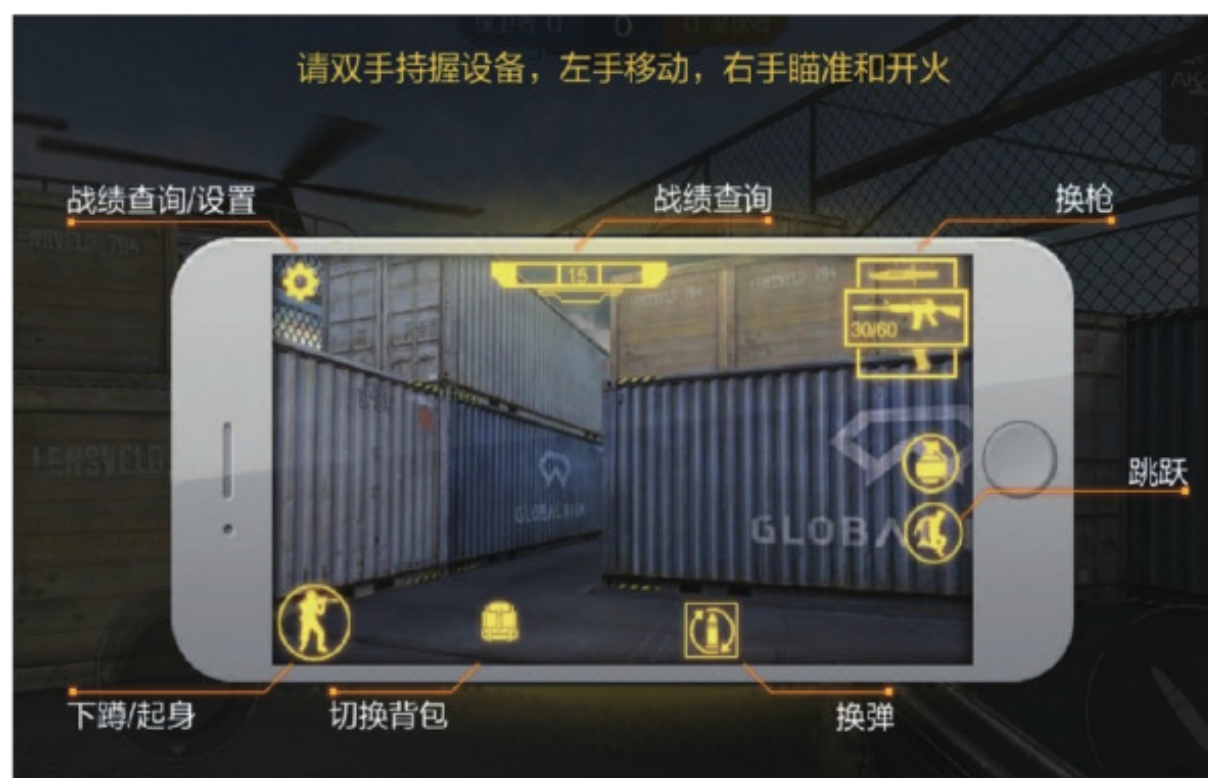 请双手持握设备，左手移动，右手瞄准和开火
战绩查询/设置
战绩查询
换枪
15
30/60
跳跃
GLOBAL RISK
GLOBA
下蹲/起身
切换背包
换弹